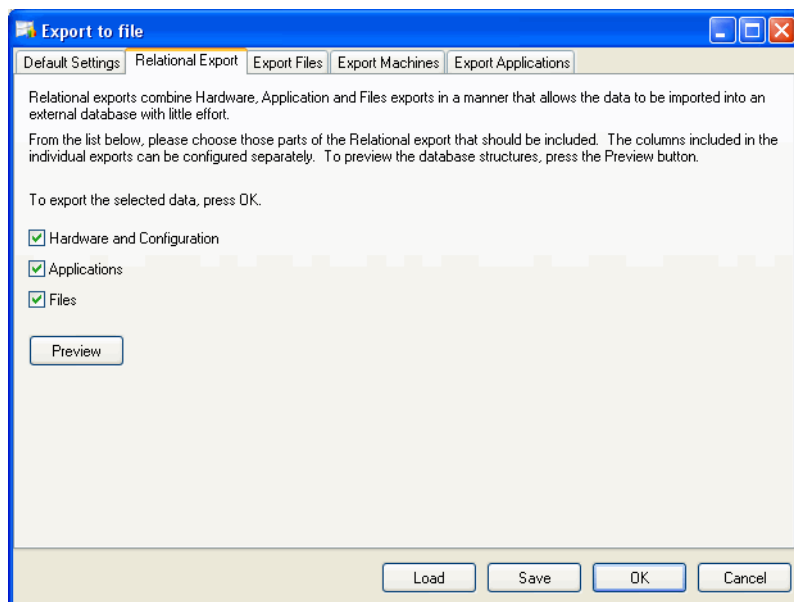 Export to file
Default Settings Relational Export Export Files Export Machines Export Applications
Relational exports combine Hardware, Application and Files exports in a manner that allows the data to be imported into an
external database with little effort.
From the list below, please choose those parts of the Relational export that should be included. The columns included in the
individual exports can be configured separately. To preview the database structures, press the Preview button.
To export the selected data, press OK.
Hardware and Configuration
Applications
Files
Preview
Load Save OK Cancel